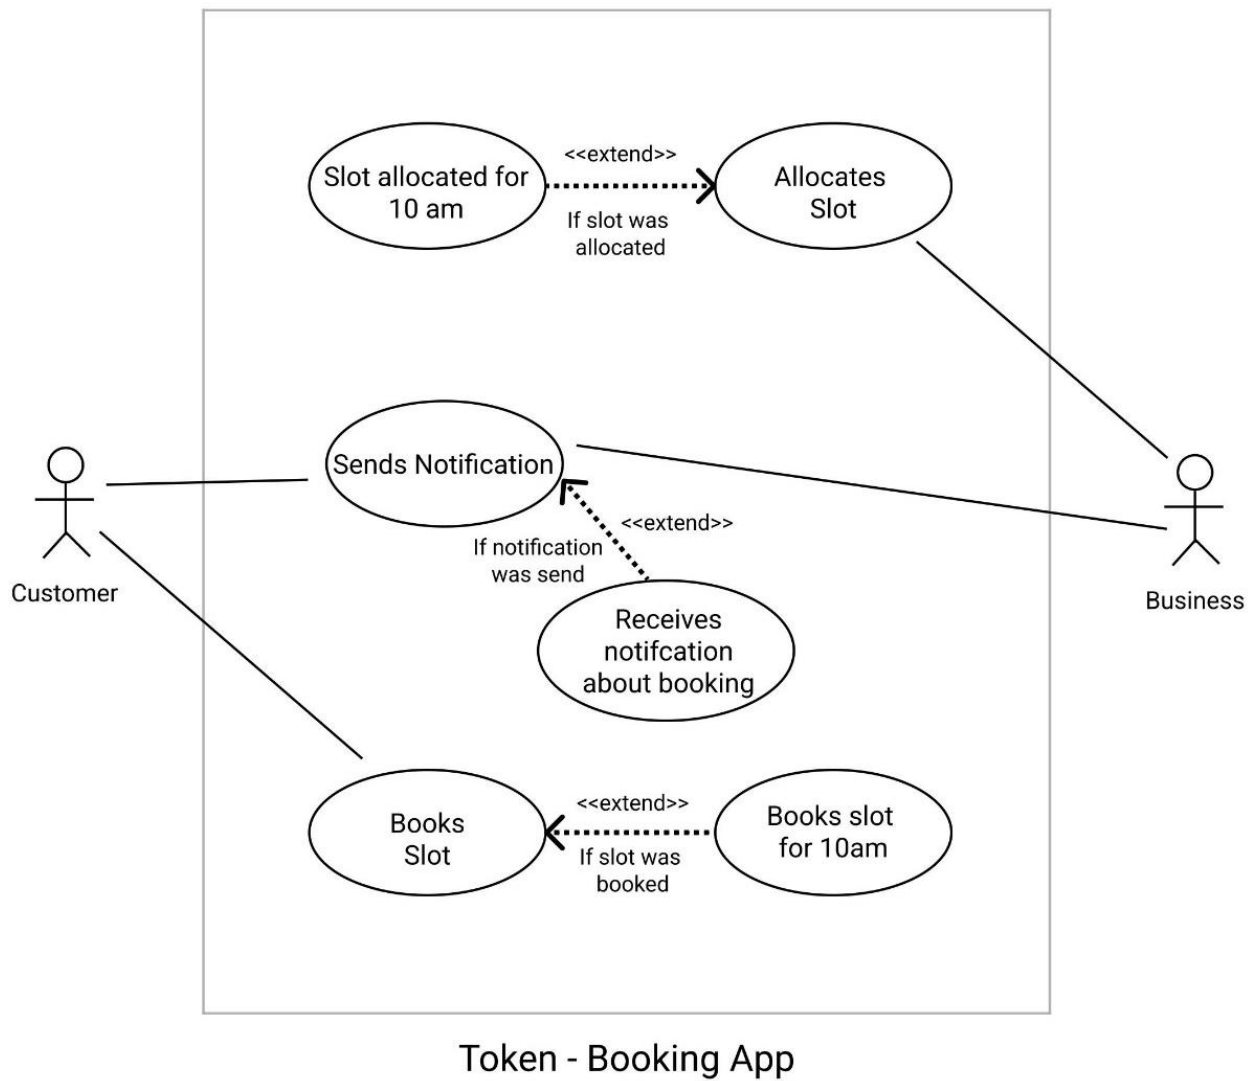 Slot allocated for
10 am
<<extend>>
If slot was
allocated
Allocates
Slot
Sends Notification
<<extend>>
If notification
was send
Receives
notifcation
about booking
Customer
Business
Books
Slot
<<extend>>
If slot was
booked
Books slot
for 10am
Token - Booking App